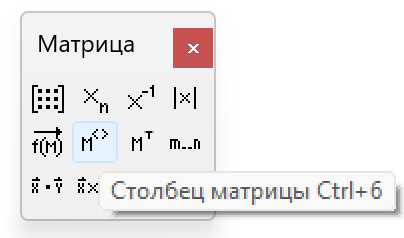 Матрица ×
[⋮⋮⋮] Xₙ X⁻¹ |X|
f(M) M<> Mᵀ m..n
x·y x×
Столбец матрицы Ctrl+6